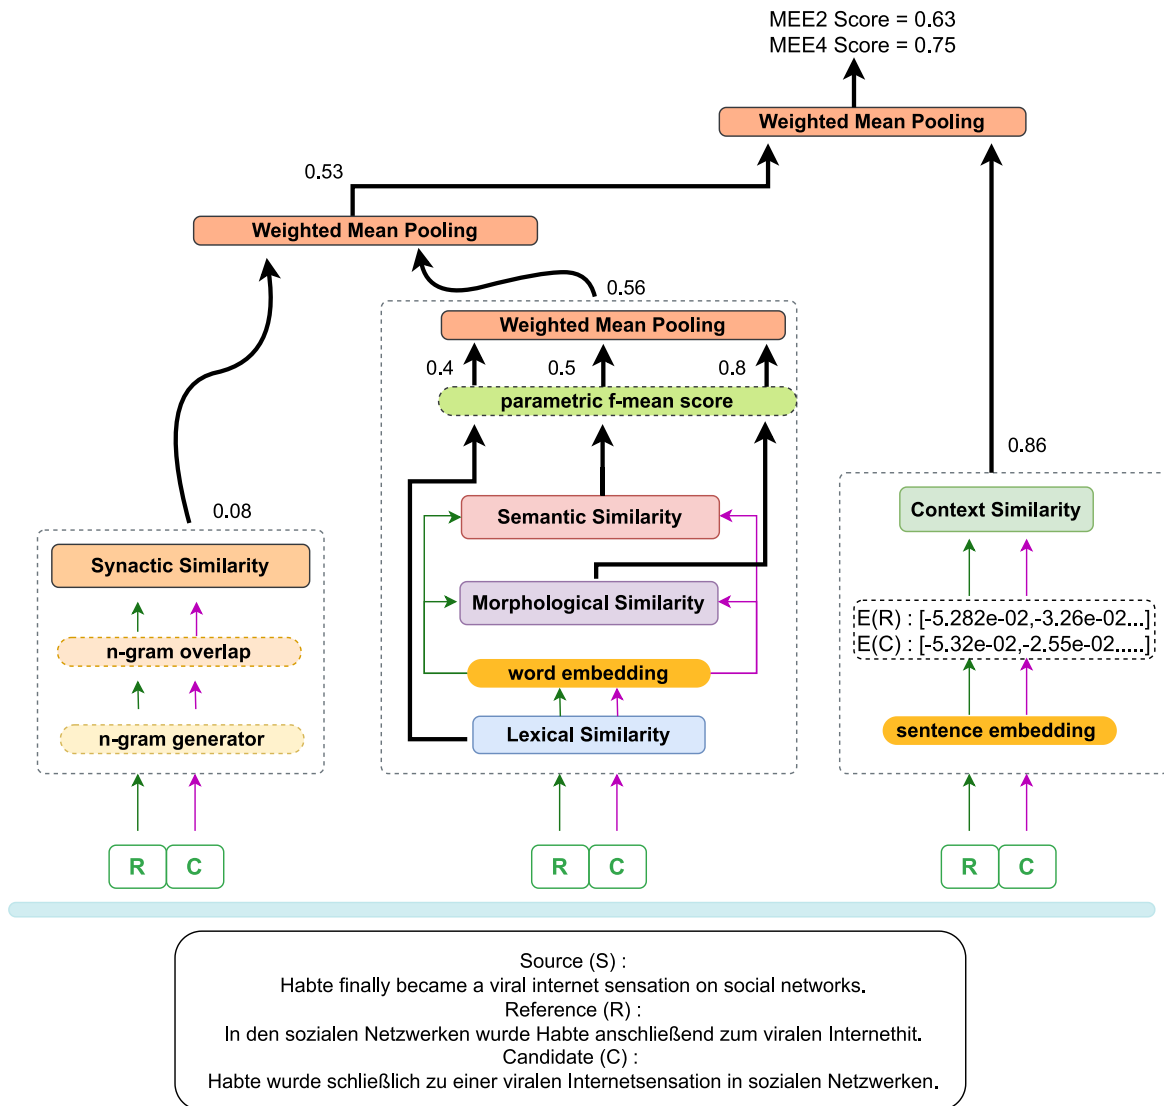 MEE2 Score = 0.63
MEE4 Score = 0.75
Weighted Mean Pooling
0.53
Weighted Mean Pooling
0.56
Weighted Mean Pooling
0.4
0.5
0.8
parametric f-mean score
0.86
0.08
Semantic Similarity
Context Similarity
Synactic Similarity
Morphological Similarity
E(R) : [-5.282e-02,-3.26e-02...]
E(C) : [-5.32e-02,-2.55e-02.....]
n-gram overlap
word embedding
n-gram generator
Lexical Similarity
sentence embedding
R C
R C
R C
Source (S) :
Habte finally became a viral internet sensation on social networks.
Reference (R) :
In den sozialen Netzwerken wurde Habte anschließend zum viralen Internethit.
Candidate (C) :
Habte wurde schließlich zu einer viralen Internetsensation in sozialen Netzwerken.